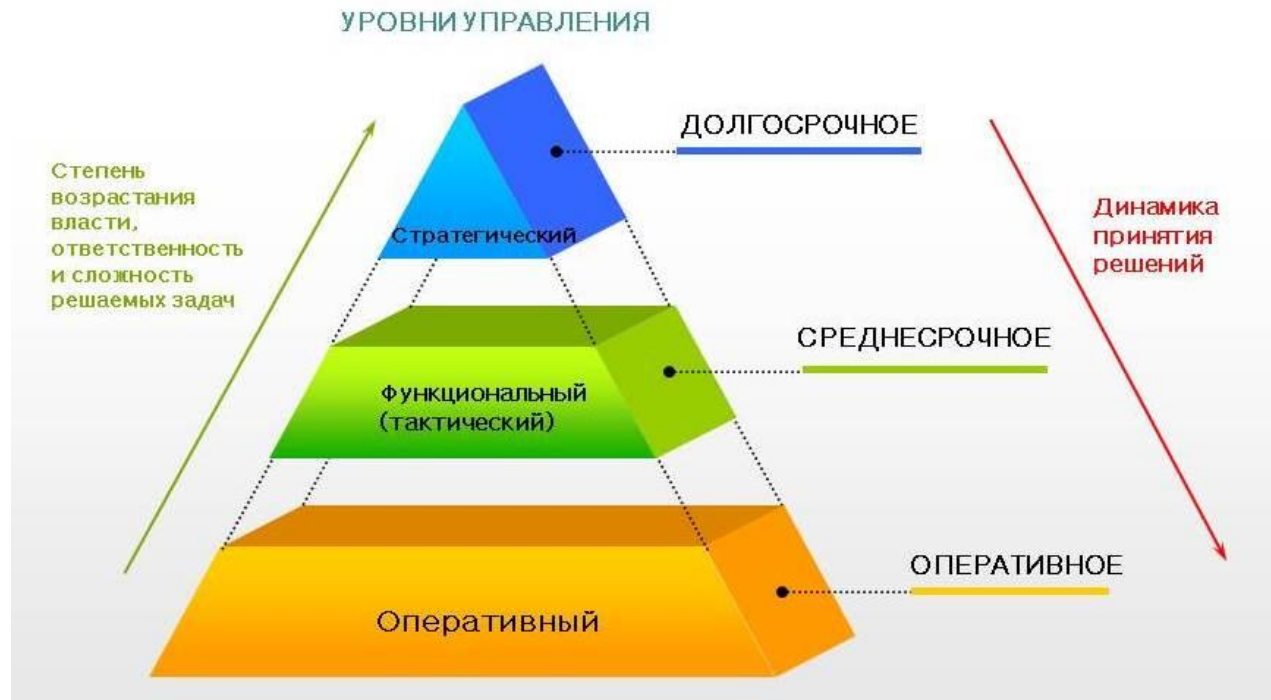 УРОВНИ УПРАВЛЕНИЯ
ДОЛГОСРОЧНОЕ
Степень
возрастания
власти,
ответственность
и сложность
решаемых задач
Динамика
принятия
решений
Стратегический
СРЕДНЕСРОЧНОЕ
Функциональный
(тактический)
ОПЕРАТИВНОЕ
Оперативный